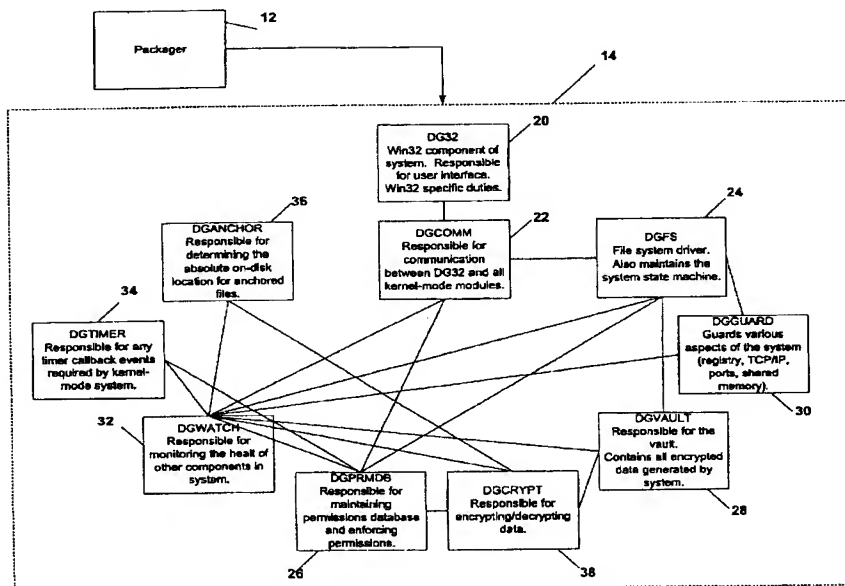 12
Packager
14
20
DG32
Win32 component of
system. Responsible
for user interface.
Win32 specific duties.
36
DGANCHOR
Responsible for
determining the
absolute on-disk
location for anchored
files.
22
DGCOMM
Responsible for
communication
between DG32 and all
kernel-mode modules.
24
DGFS
File system driver.
Also maintains the
system state machine.
34
DGTIMER
Responsible for any
timer callback events
required by kernel-
mode system.
DGGUARD
Guards various
aspects of the system
(registry, TCP/IP,
ports, shared
memory).
30
32
DGWATCH
Responsible for
monitoring the healt of
other components in
system.
DGVAULT
Responsible for the
vault.
Contains all encrypted
data generated by
system.
28
DGPRMDB
Responsible for
maintaining
permissions database
and enforcing
permissions.
26
DGCRYPT
Responsible for
encrypting/decrypting
data.
38